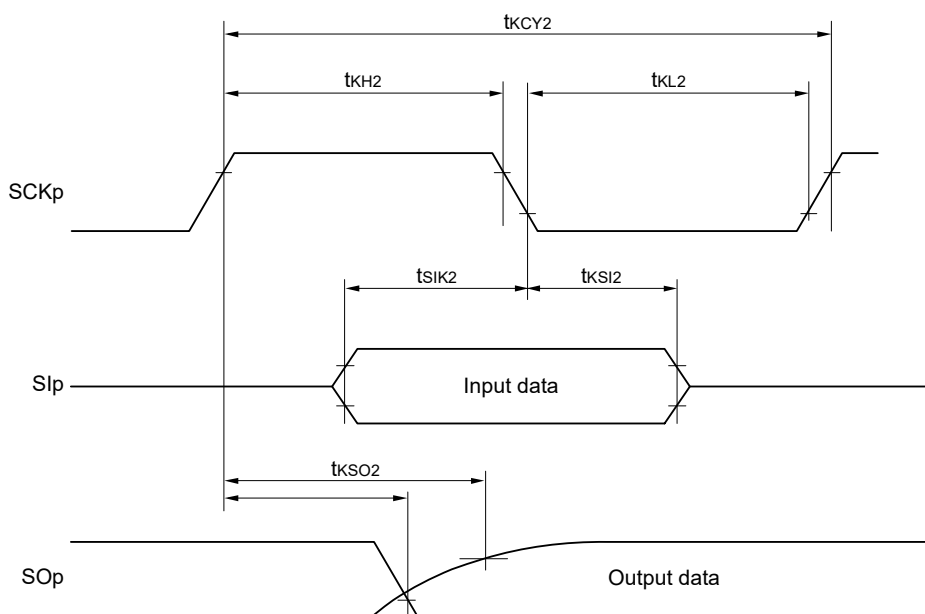 tKCY2
tKH2
tKL2
SCKp
tSIK2
tKSI2
SIp
Input data
tKSO2
SOp
Output data